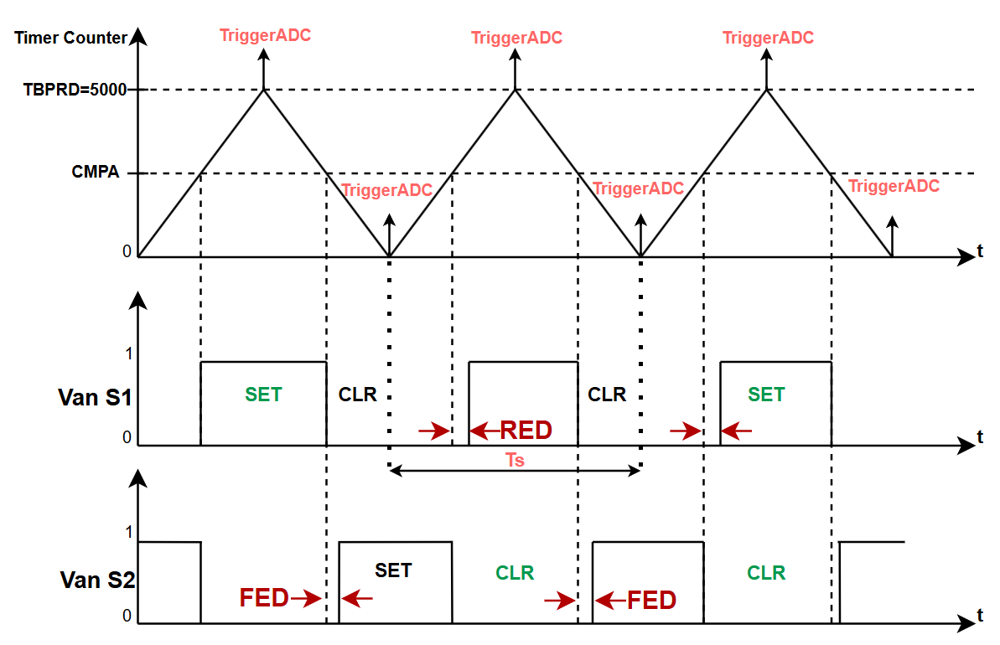 TriggerADC
TriggerADC
TriggerADC
Timer Counter
TBPRD=5000
CMPA
TriggerADC
TriggerADC
TriggerADC
0
t
1
Van S1
SET
CLR
CLR
SET
RED
0
t
Ts
1
Van S2
SET
CLR
CLR
FED
FED
0
t